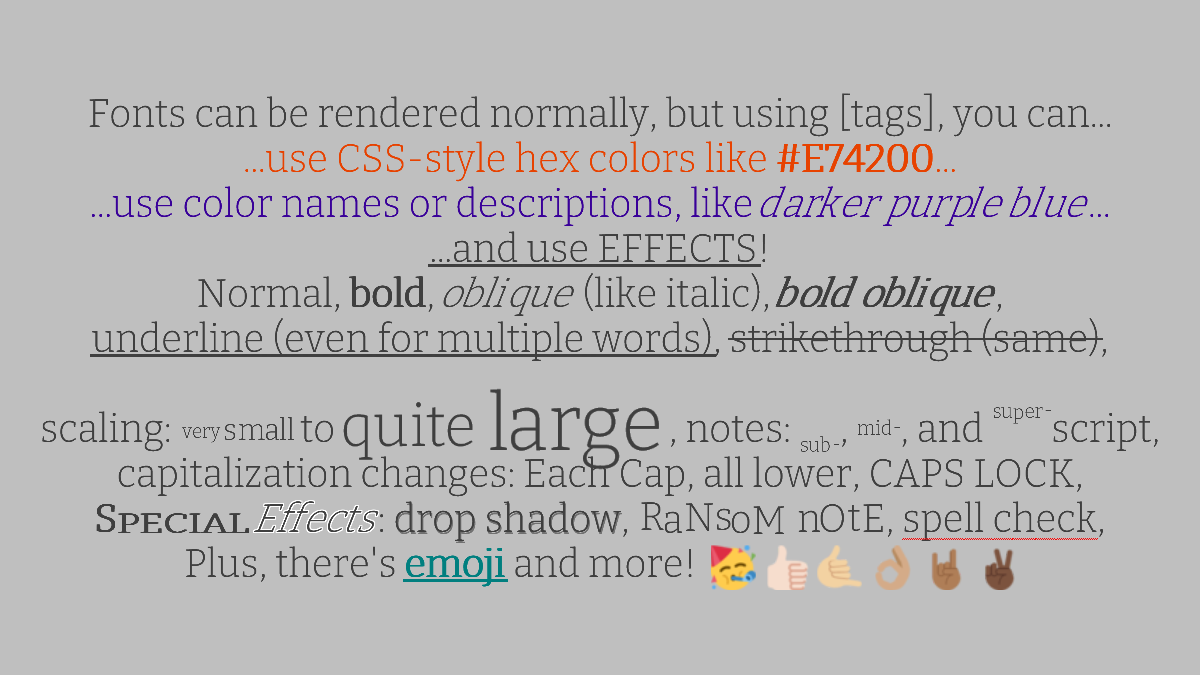 Fonts can be rendered normally, but using [tags], you can...
...use CSS-style hex colors like #E74200...
...use color names or descriptions, like darker purple blue...
...and use EFFECTS!
Normal, bold, oblique (like italic), bold oblique,
underline (even for multiple words), strikethrough (same),
scaling: very small to quite large, notes: sub-, mid-, and super-script,
capitalization changes: Each Cap, all lower, CAPS LOCK,
SPECIAL Effects: drop shadow, RaNsoM nOtE, spell check,
Plus, there's emoji and more! 🥳👍🏻🤙🏼👌🏽🤘🏾✌🏿